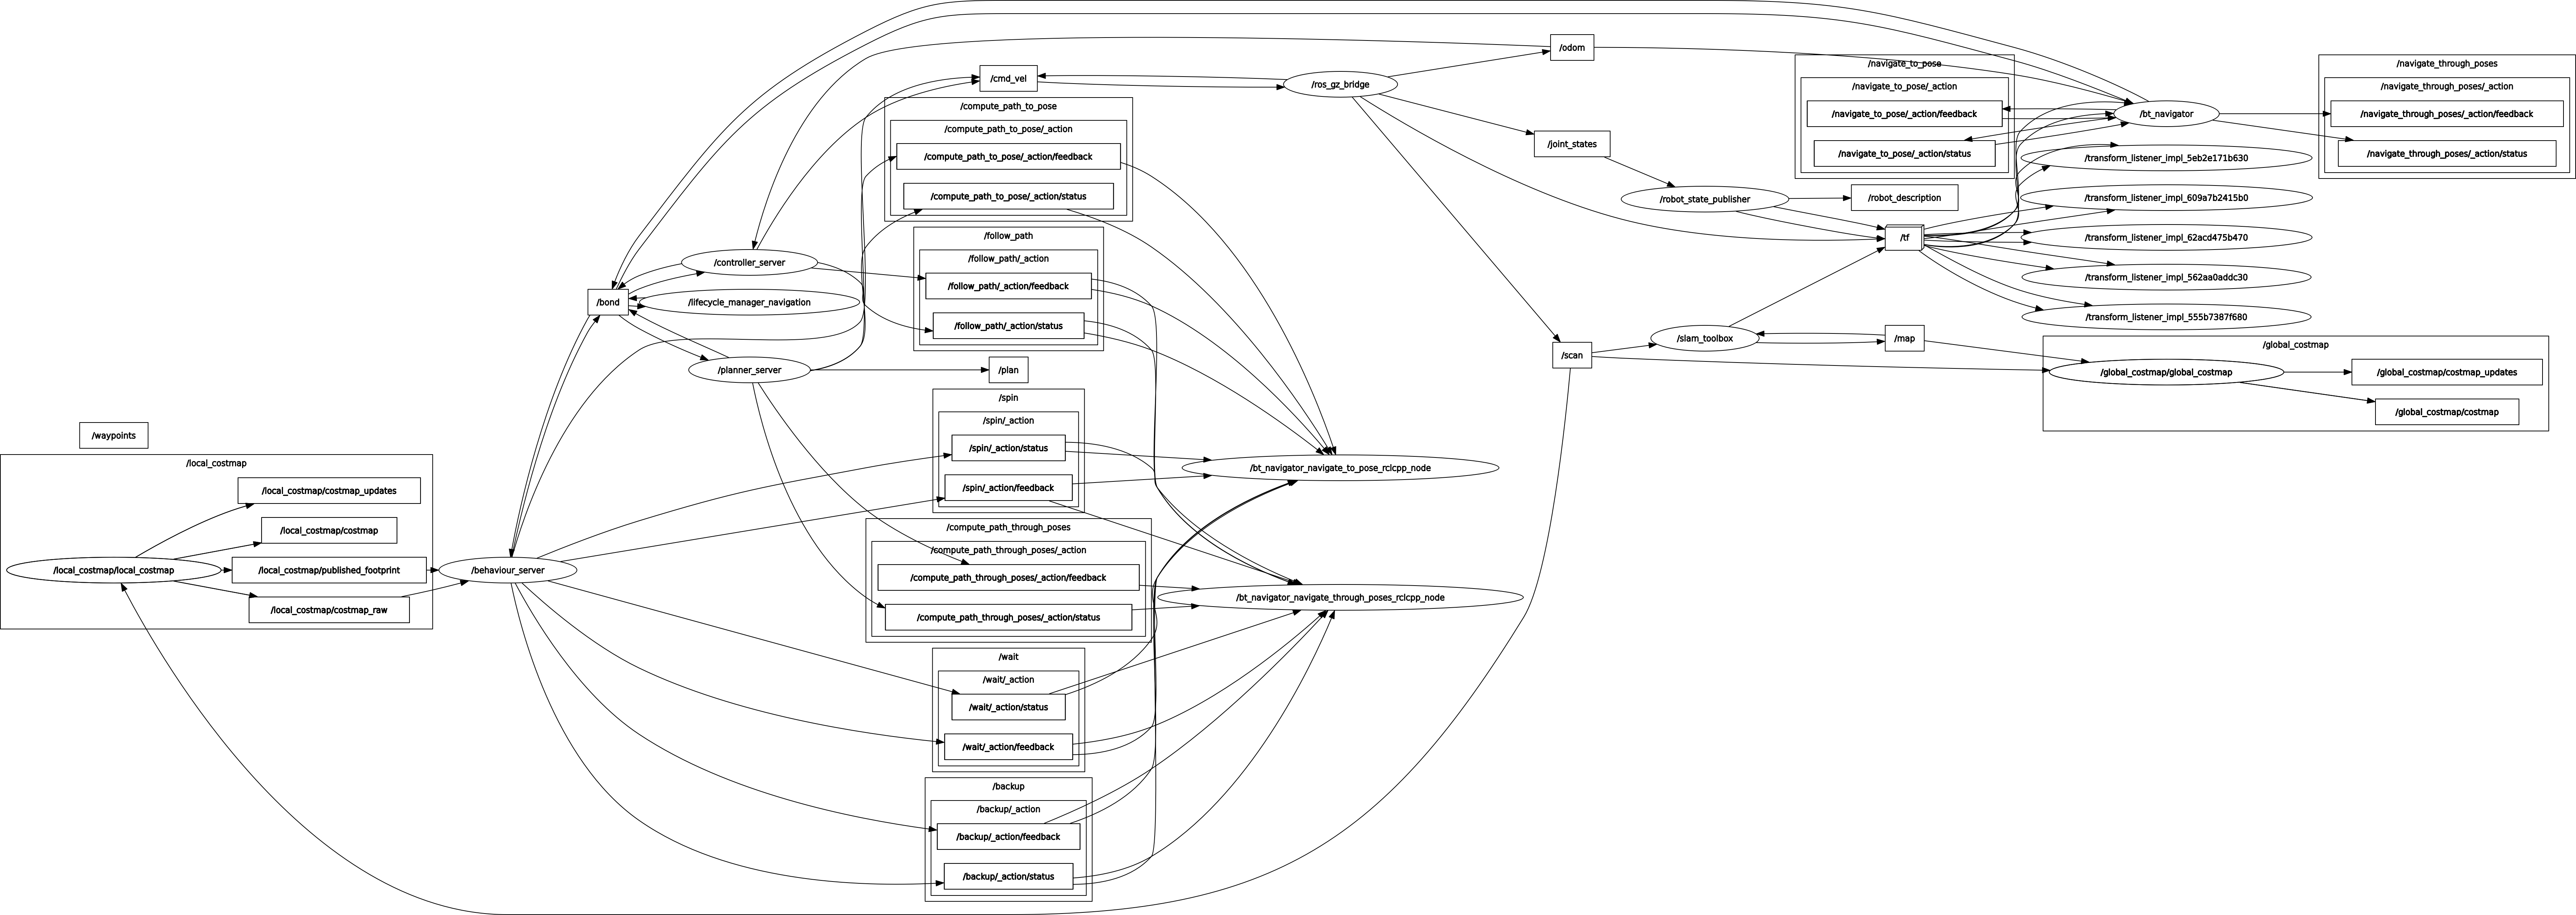 /odom
/cmd_vel
/ros_gz_bridge
/navigate_to_pose
/navigate_to_pose/_action
/navigate_to_pose/_action/feedback
/navigate_to_pose/_action/status
/bt_navigator
/navigate_through_poses
/navigate_through_poses/_action
/navigate_through_poses/_action/feedback
/navigate_through_poses/_action/status
/compute_path_to_pose
/compute_path_to_pose/_action
/compute_path_to_pose/_action/feedback
/compute_path_to_pose/_action/status
/joint_states
/robot_state_publisher
/robot_description
/tf
/transform_listener_impl_5eb2e171b630
/transform_listener_impl_609a7b2415b0
/transform_listener_impl_62acd475b470
/transform_listener_impl_562aa0addc30
/transform_listener_impl_555b7387f680
/follow_path
/follow_path/_action
/follow_path/_action/feedback
/follow_path/_action/status
/controller_server
/bond
/lifecycle_manager_navigation
/planner_server
/plan
/scan
/slam_toolbox
/map
/global_costmap
/global_costmap/global_costmap
/global_costmap/costmap_updates
/global_costmap/costmap
/spin
/spin/_action
/spin/_action/status
/spin/_action/feedback
/bt_navigator_navigate_to_pose_rclcpp_node
/waypoints
/local_costmap
/local_costmap/costmap_updates
/local_costmap/costmap
/local_costmap/local_costmap
/local_costmap/published_footprint
/local_costmap/costmap_raw
/behaviour_server
/compute_path_through_poses
/compute_path_through_poses/_action
/compute_path_through_poses/_action/feedback
/compute_path_through_poses/_action/status
/bt_navigator_navigate_through_poses_rclcpp_node
/wait
/wait/_action
/wait/_action/status
/wait/_action/feedback
/backup
/backup/_action
/backup/_action/feedback
/backup/_action/status